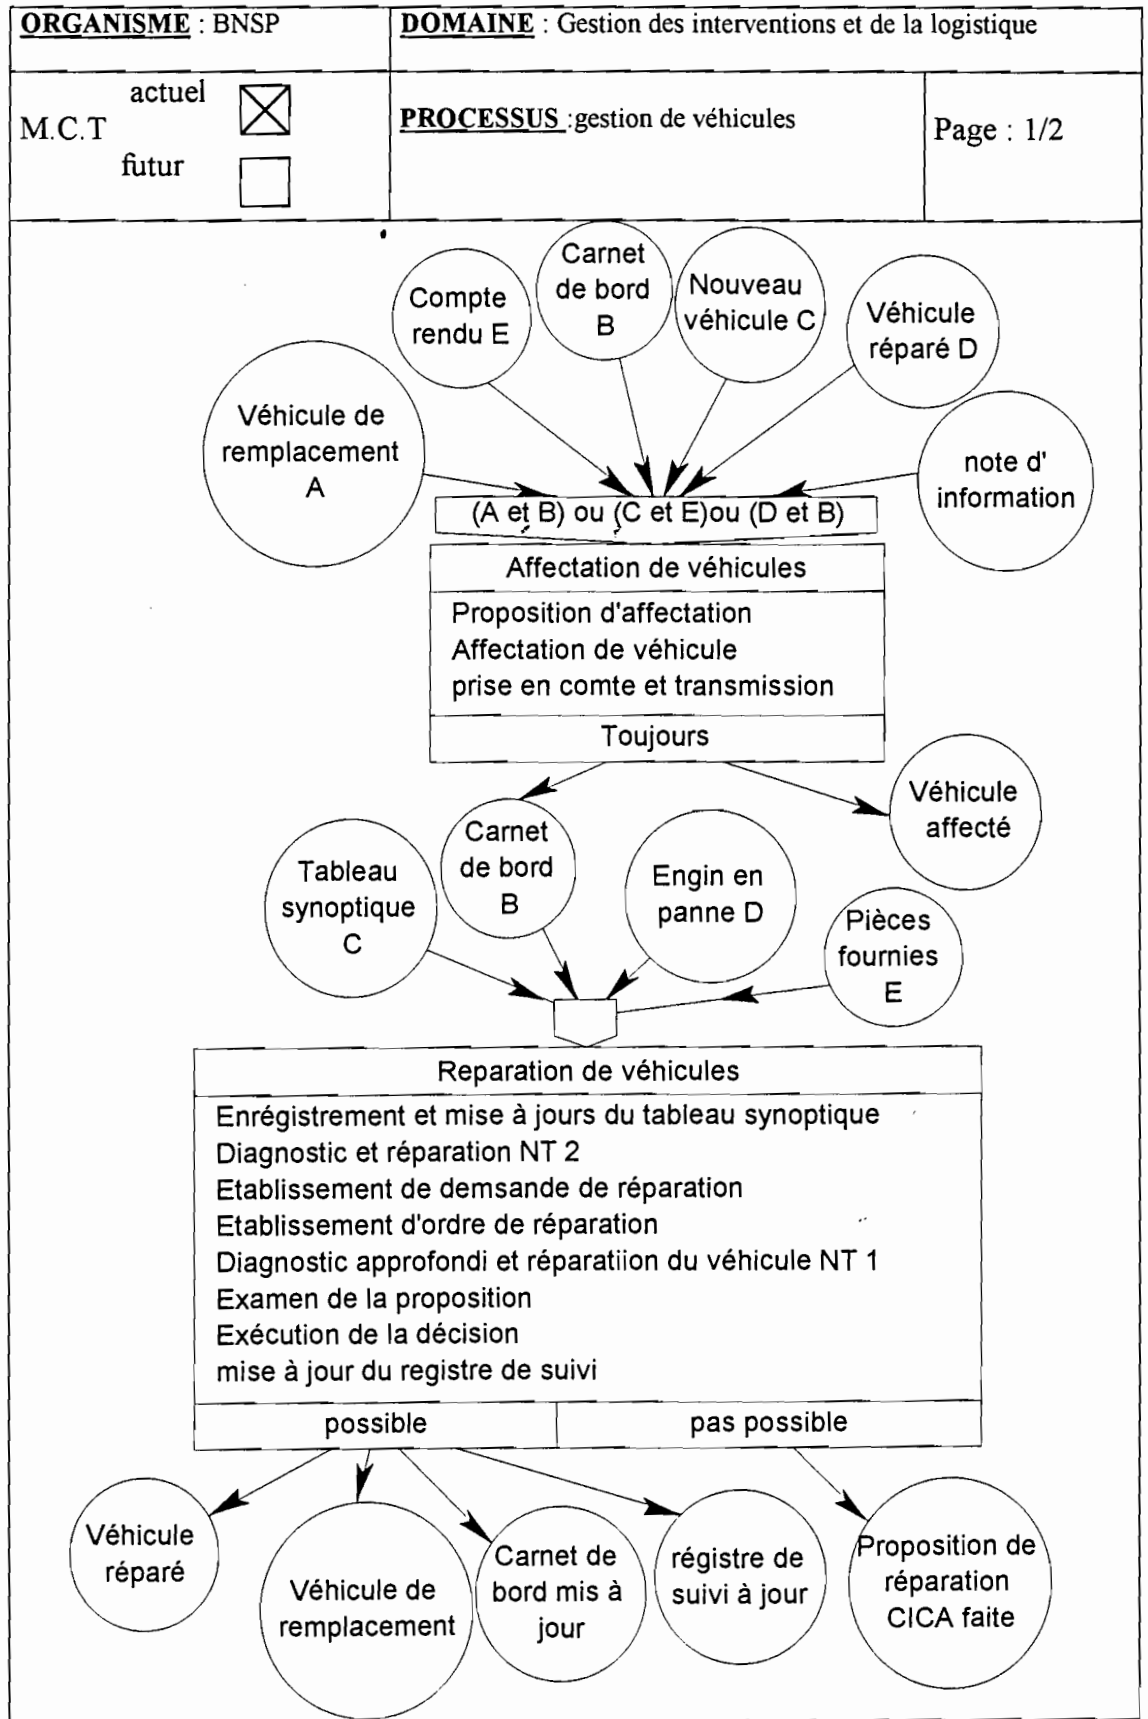 ORGANISME : BNSP
DOMAINE : Gestion des interventions et de la logistique
M.C.T
actuel
futur
PROCESSUS :gestion de véhicules
Page : 1/2
Véhicule de
remplacement
A
Compte
rendu E
Carnet
de bord
B
Nouveau
véhicule C
Véhicule
réparé D
note d'
information
(A et B) ou (C et E)ou (D et B)
Affectation de véhicules
Proposition d'affectation
Affectation de véhicule
prise en comte et transmission
Toujours
Véhicule
affecté
Tableau
synoptique
C
Carnet
de bord
B
Engin en
panne D
Pièces
fournies
E
Reparation de véhicules
Enrégistrement et mise à jours du tableau synoptique
Diagnostic et réparation NT 2
Etablissement de demsande de réparation
Etablissement d'ordre de réparation
Diagnostic approfondi et réparatiion du véhicule NT 1
Examen de la proposition
Exécution de la décision
mise à jour du registre de suivi
possible
pas possible
Véhicule
réparé
Véhicule de
remplacement
Carnet de
bord mis à
jour
régistre de
suivi à jour
Proposition de
réparation
CICA faite